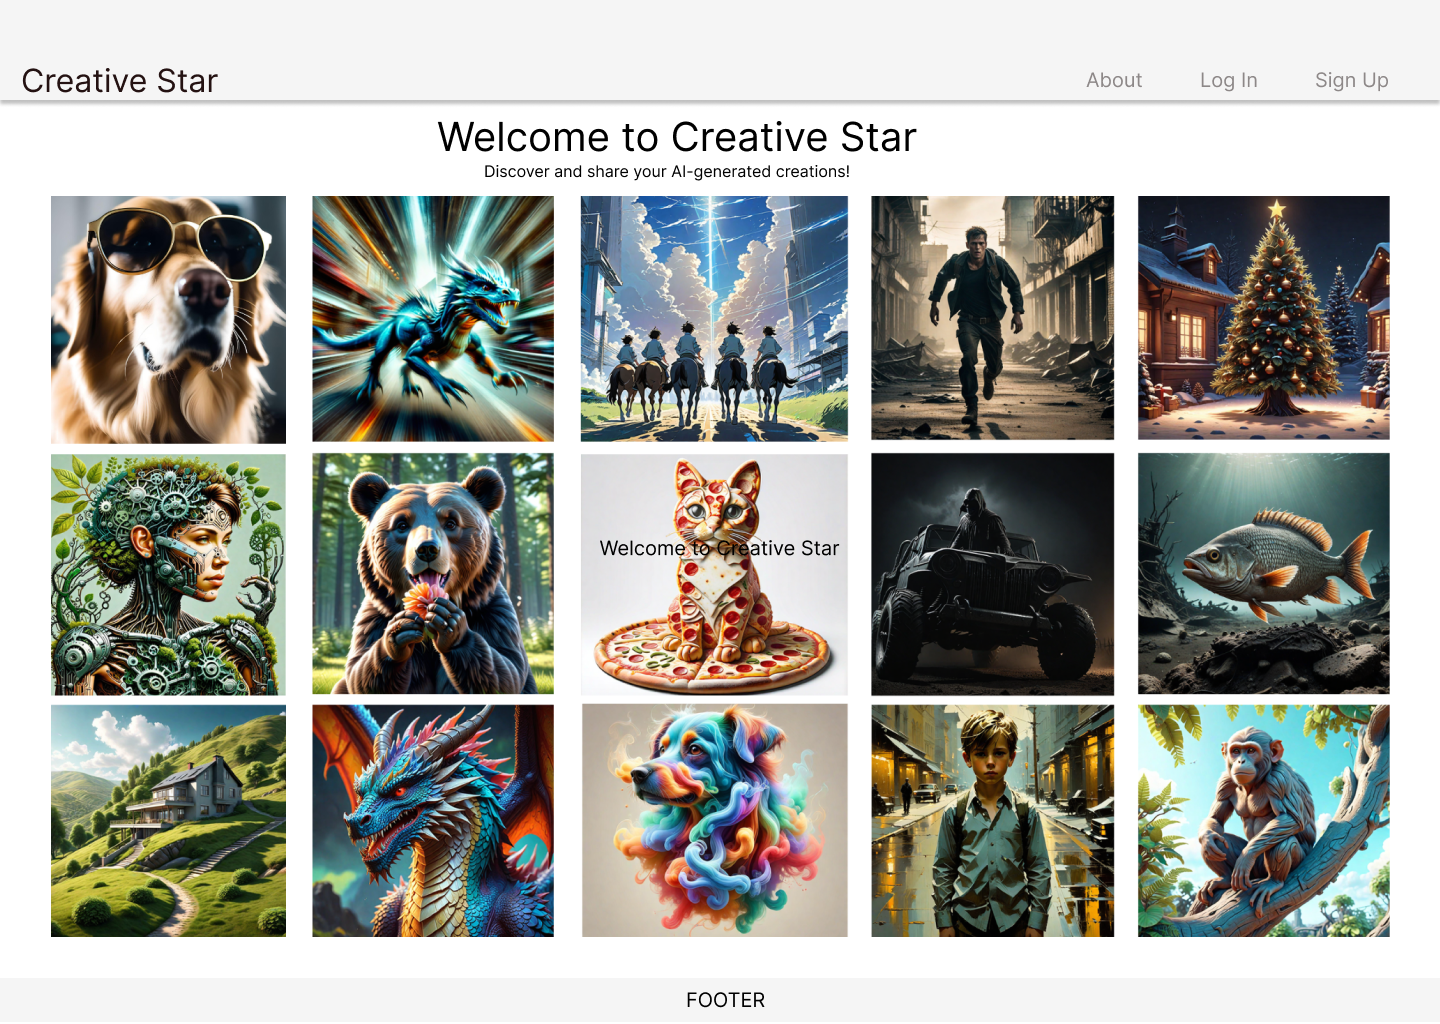 Creative Star
About
Log In
Sign Up
Welcome to Creative Star
Discover and share your AI-generated creations!
Welcome to Creative Star
FOOTER